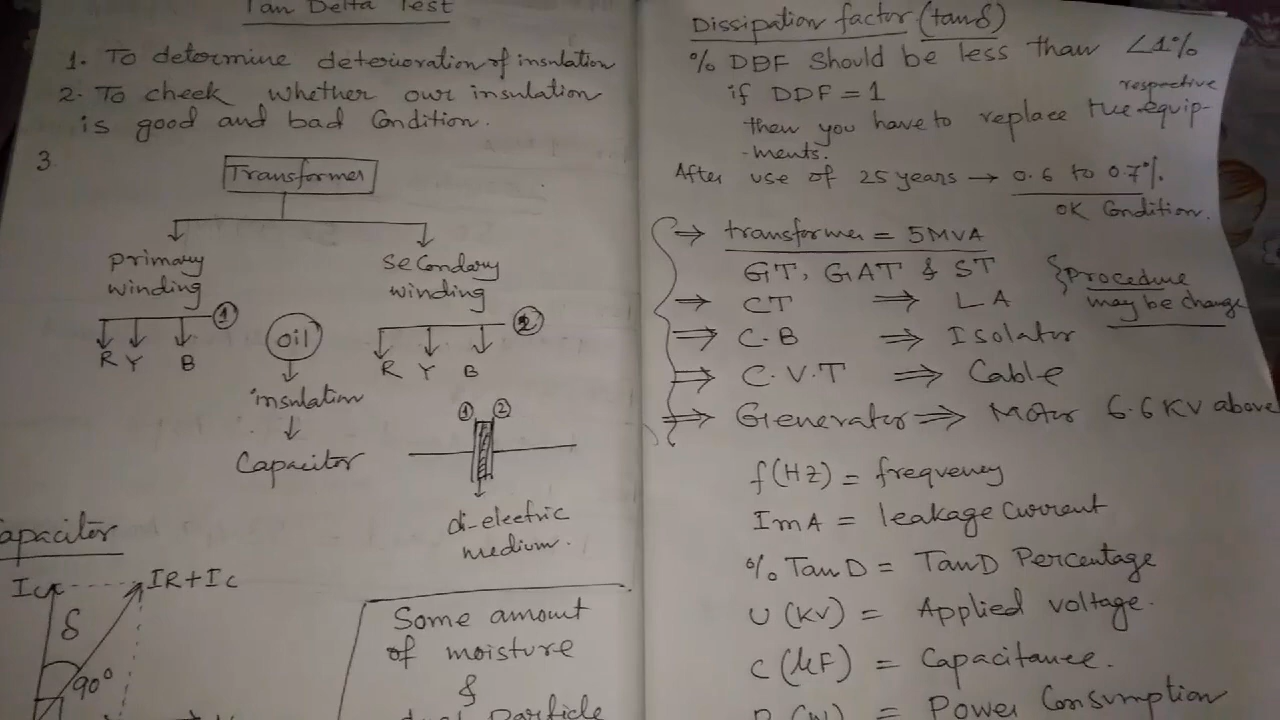 Tan Delta Test
1. To determine deterioration of insulation
2. To cheek whether our insulation
is good and bad Condition.
3
Transformer
primary
winding
secondary
winding
1
2
R Y B
oil
R Y B
insulation
Capacitor
1 2
di-electric
medium.
apacitor
Ic
IR+Ic
δ
90°
Some amount
of moisture
&
particle
Dissipation factor (tanδ)
% DDF should be less than <1%
if DDF = 1
respective
then you have to replace the equip-
-ments.
After use of 25 years → 0.6 to 0.7%.
OK Condition.
⇒ transformer = 5MVA
GT, GAT & ST
{procedure
may be change
⇒ CT ⇒ LA
⇒ C.B ⇒ Isolator
⇒ C.V.T ⇒ Cable
⇒ Generator ⇒ Motor 6.6KV above
f(Hz) = frequency
ImA = leakage current
% TanD = TanD Percentage
U (KV) = Applied voltage.
C (μF) = Capacitance.
P (W) = Power Consumption